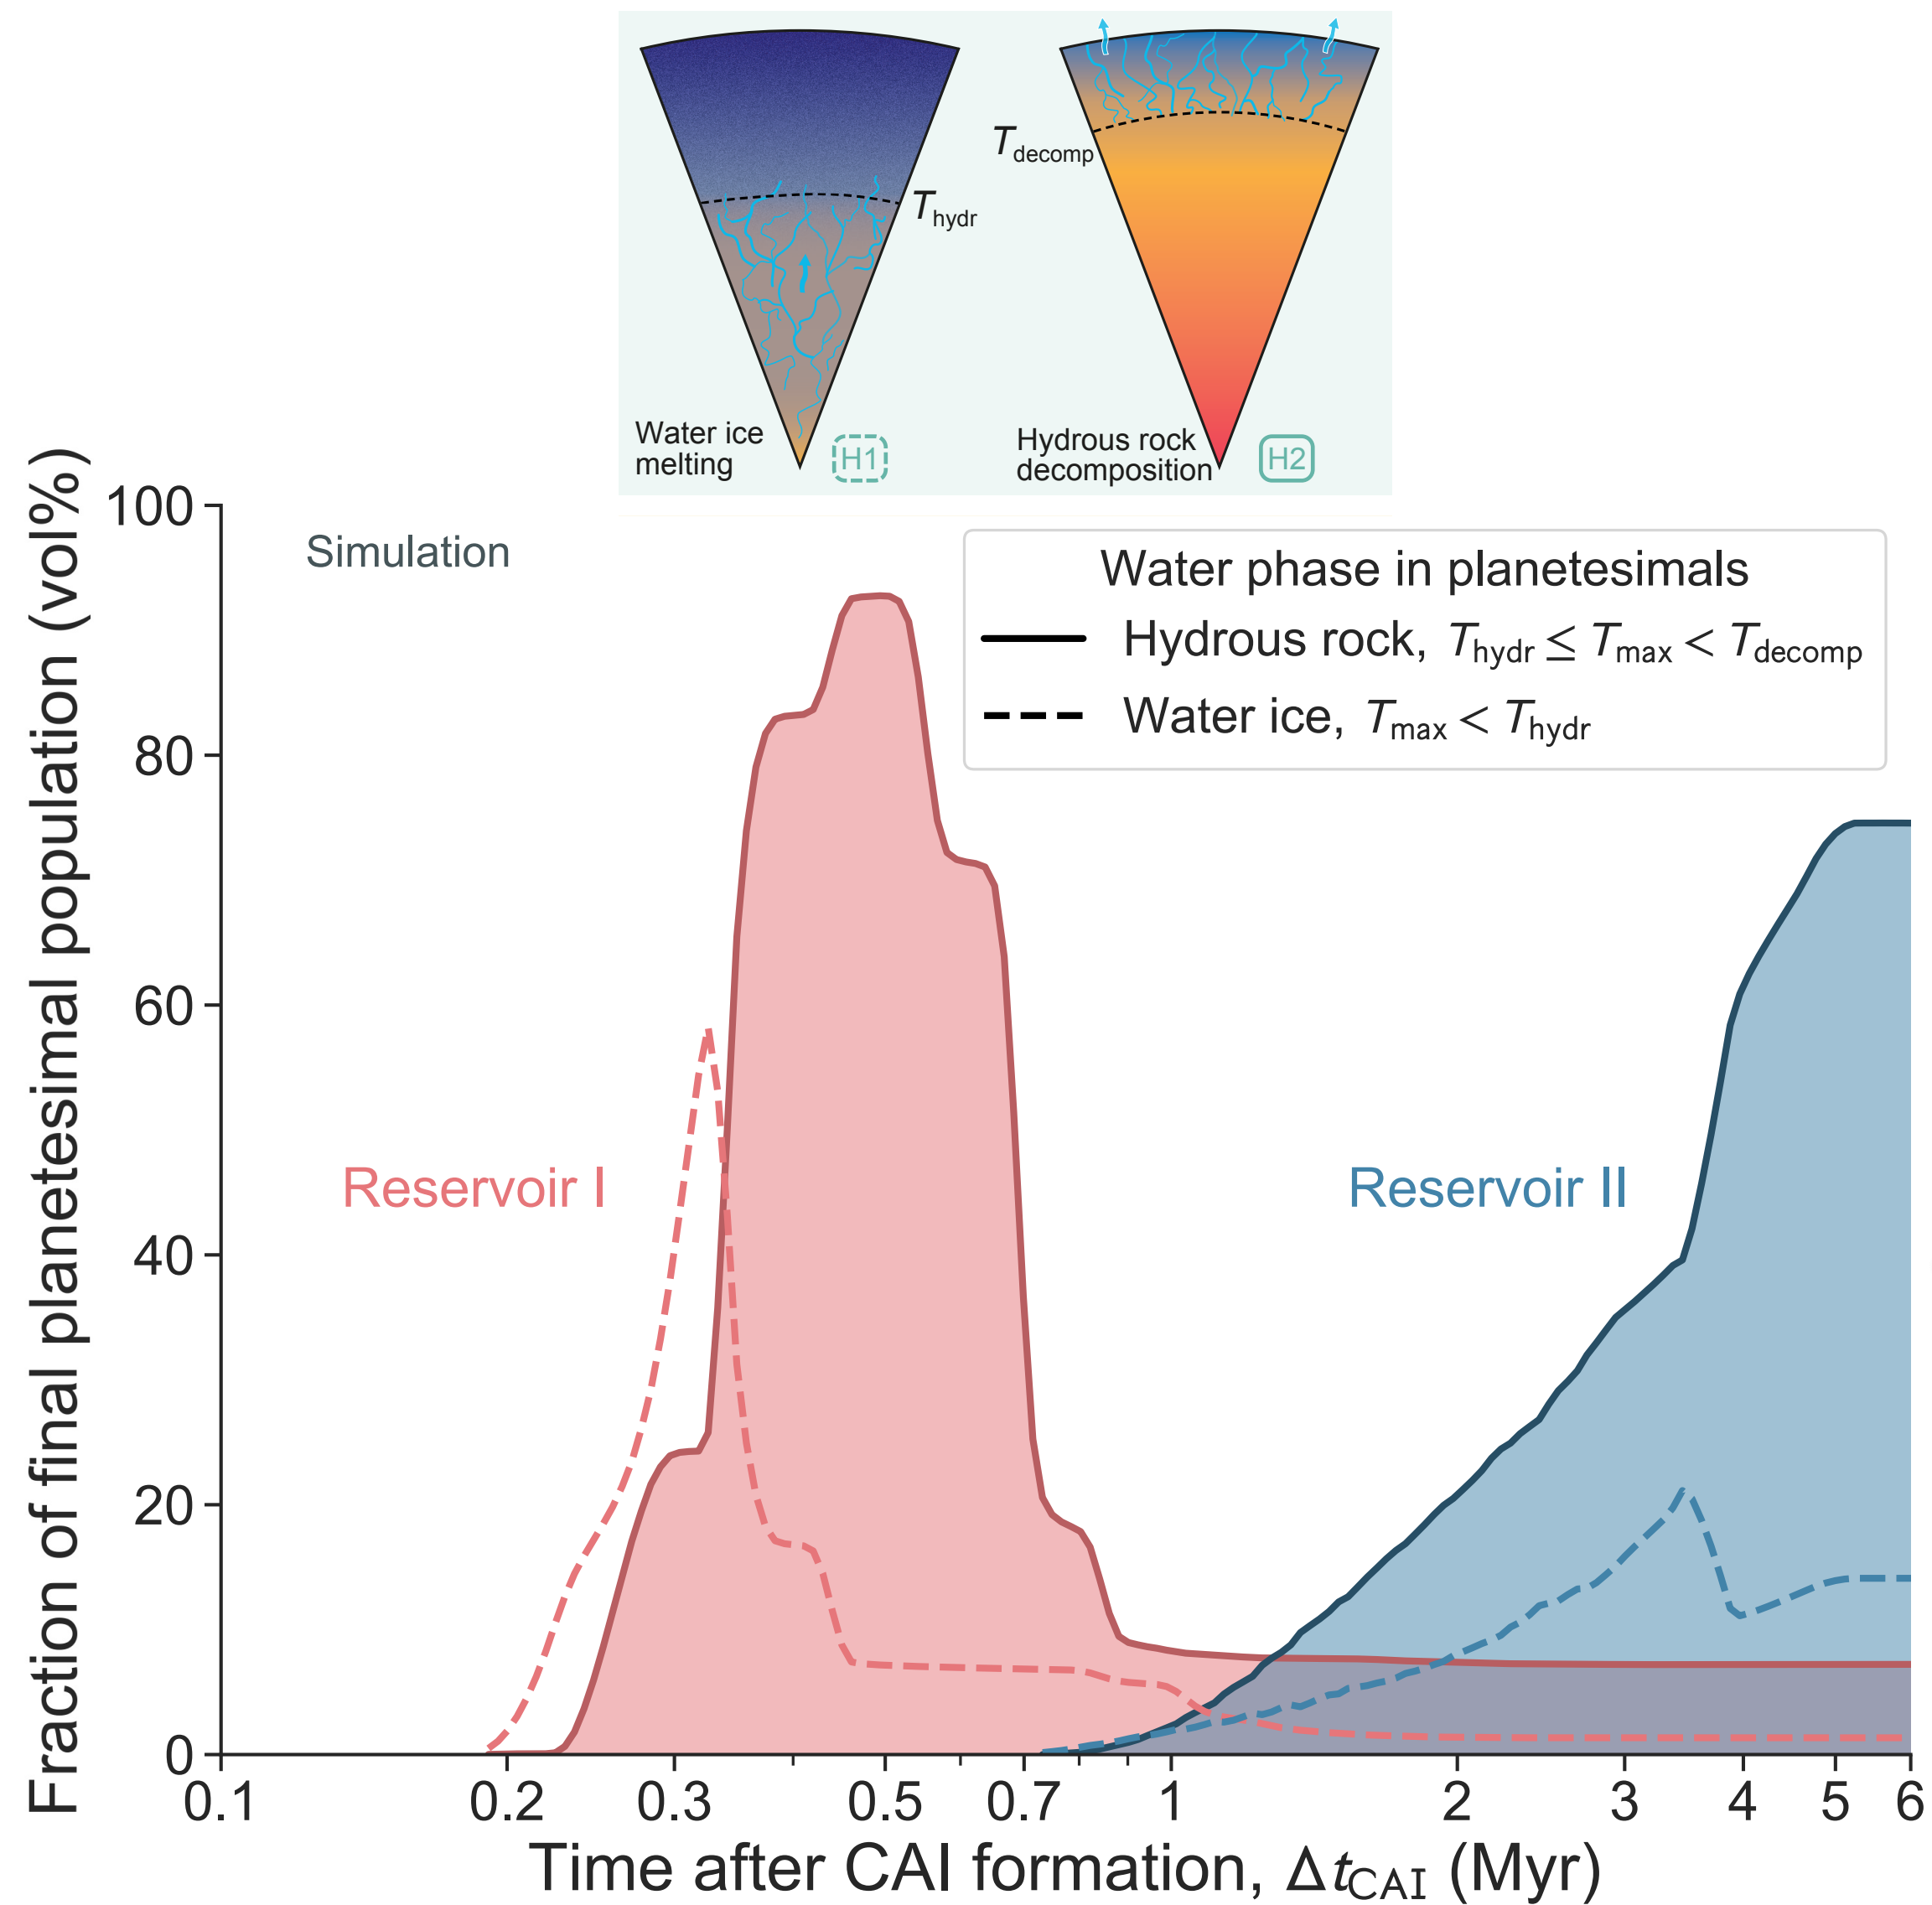 T_decomp
T_hydr
Water ice
melting
H1
Hydrous rock
decomposition
H2
Fraction of final planetesimal population (vol%)
100
80
60
40
20
0
Simulation
Water phase in planetesimals
Hydrous rock, T_hydr ≤ T_max < T_decomp
Water ice, T_max < T_hydr
Reservoir I
Reservoir II
0.1 0.2 0.3 0.5 0.7 1 2 3 4 5 6
Time after CAI formation, Δt_CAI (Myr)